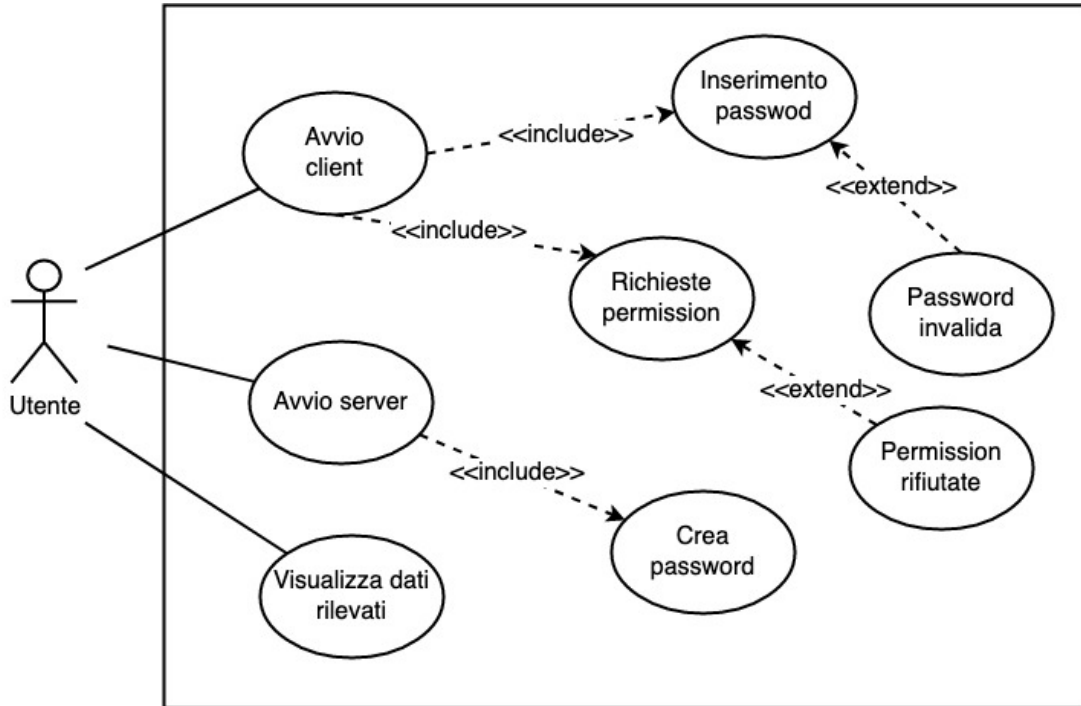 Inserimento
passwod
Avvio
client
<<include>>
<<extend>>
<<include>>
Richieste
permission
Password
invalida
Utente
Avvio server
<<extend>>
Permission
rifiutate
<<include>>
Crea
password
Visualizza dati
rilevati